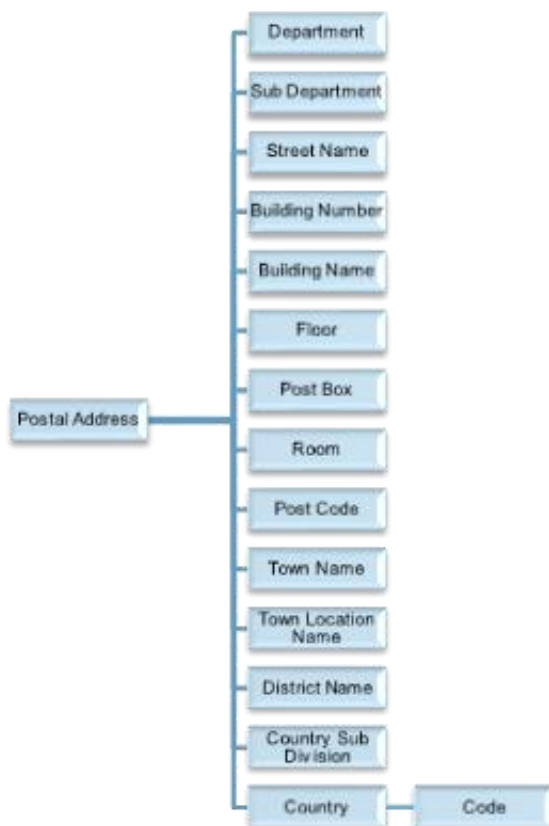 Department
Sub Department
Street Name
Building Number
Building Name
Floor
Post Box
Postal Address
Room
Post Code
Town Name
Town Location
Name
District Name
Country Sub
Division
Country
Code